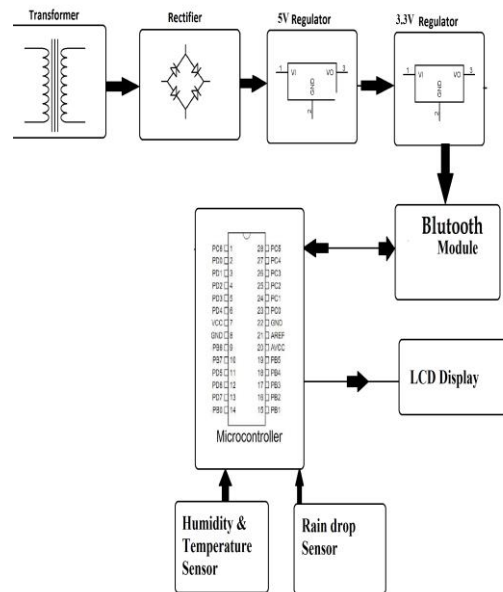 Transformer
Rectifier
5V Regulator
3.3V Regulator
1 VI VO 3
GND
2
1 VI VO 3
GND
2
Blutooth
Module
PC6 1 28 PC5
PD0 2 27 PC4
PD1 3 26 PC3
PD2 4 25 PC2
PD3 5 24 PC1
PD4 6 23 PC0
VCC 7 22 GND
GND 8 21 AREF
PB6 9 20 AVCC
PB7 10 19 PB5
PD5 11 18 PB4
PD6 12 17 PB3
PD7 13 16 PB2
PB0 14 15 PB1
Microcontroller
LCD Display
Humidity &
Temperature
Sensor
Rain drop
Sensor